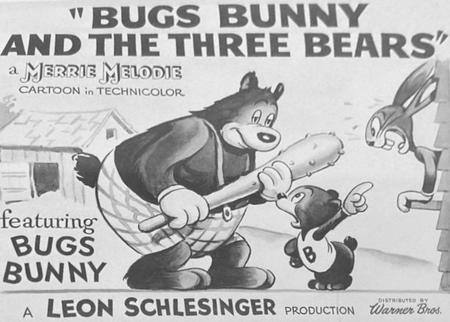 "BUGS BUNNY
AND THE THREE BEARS"
a MERRIE MELODIE
CARTOON in TECHNICOLOR
featuring
BUGS
BUNNY
B
A LEON SCHLESINGER PRODUCTION
DISTRIBUTED BY
Warner Bros.